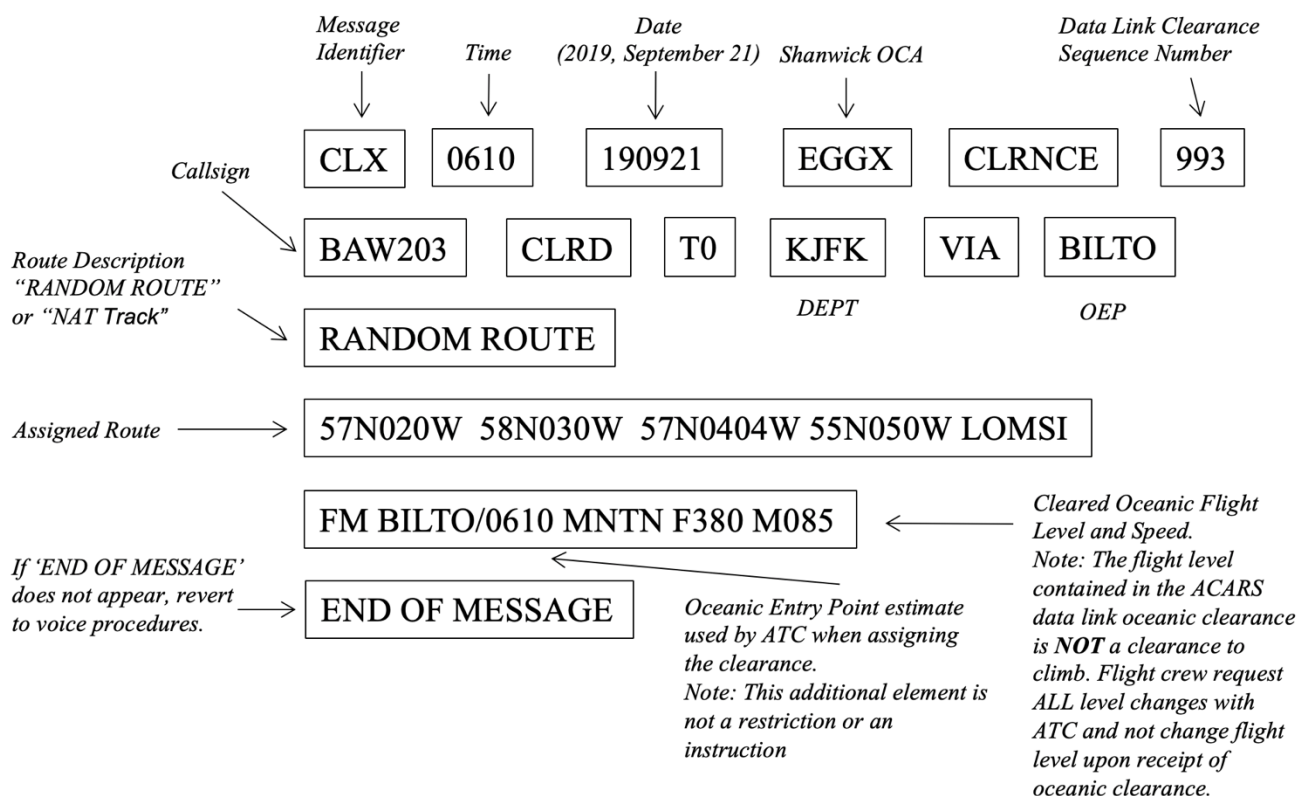 Message Identifier
Time
Date
(2019, September 21)
Shanwick OCA
Data Link Clearance
Sequence Number
CLX 0610 190921 EGGX CLRNCE 993
Callsign
BAW203 CLRD T0 KJFK VIA BILTO
DEPT OEP
Route Description
“RANDOM ROUTE”
or “NAT Track”
RANDOM ROUTE
Assigned Route
57N020W 58N030W 57N0404W 55N050W LOMSI
FM BILTO/0610 MNTN F380 M085
Cleared Oceanic Flight
Level and Speed.
Note: The flight level
contained in the ACARS
data link oceanic clearance
is NOT a clearance to
climb. Flight crew request
ALL level changes with
ATC and not change flight
level upon receipt of
oceanic clearance.
If ‘END OF MESSAGE’
does not appear, revert
to voice procedures.
END OF MESSAGE
Oceanic Entry Point estimate
used by ATC when assigning
the clearance.
Note: This additional element is
not a restriction or an
instruction